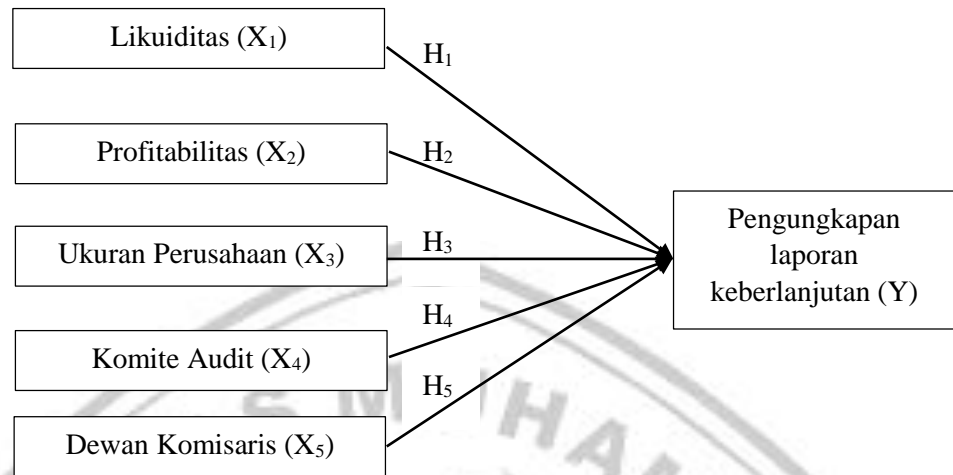 Likuiditas (X₁)
H₁
Profitabilitas (X₂)
H₂
Ukuran Perusahaan (X₃)
H₃
Pengungkapan
laporan
keberlanjutan (Y)
Komite Audit (X₄)
H₄
Dewan Komisaris (X₅)
H₅